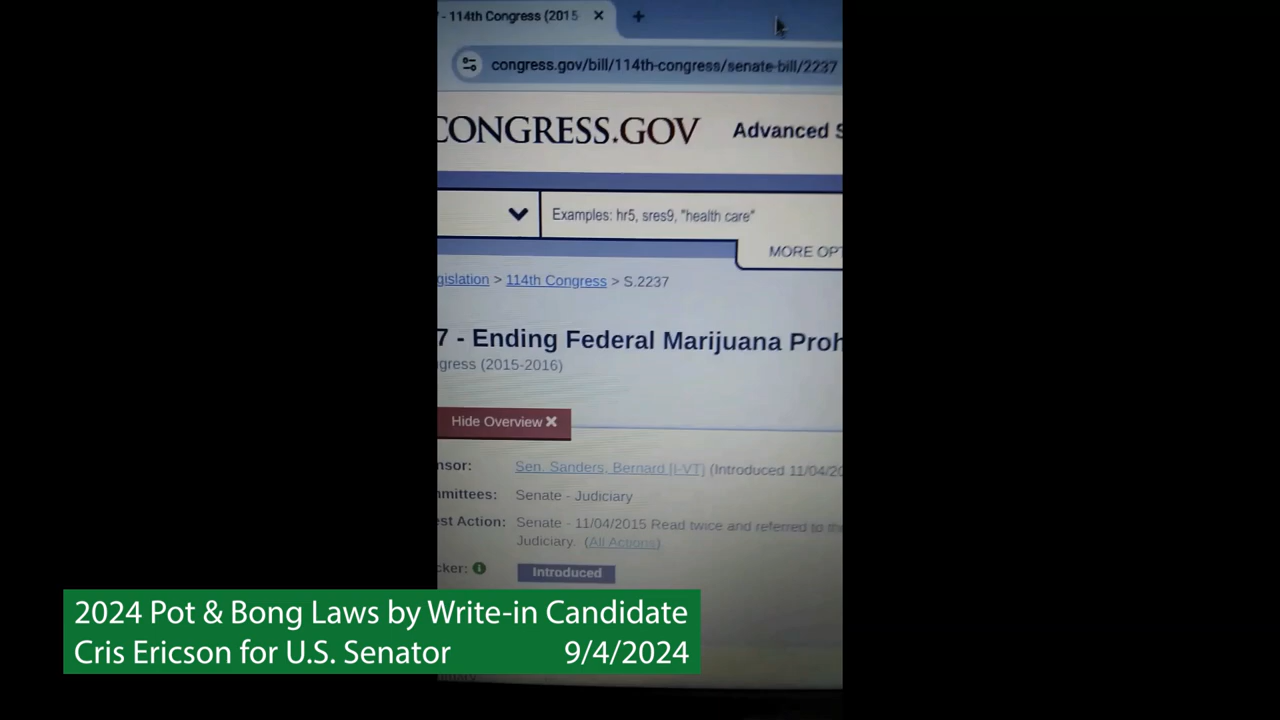 - 114th Congress (2015
congress.gov/bill/114th-congress/senate-bill/2237
CONGRESS.GOV Advanced S
Examples: hr5, sres9, "health care"
MORE OPT
gislation > 114th Congress > S.2237
7 - Ending Federal Marijuana Proh
gress (2015-2016)
Hide Overview
nsor: Sen. Sanders, Bernard [I-VT] (Introduced 11/04/20
mmittees: Senate - Judiciary
est Action: Senate - 11/04/2015 Read twice and referred to the
Judiciary. (All Actions)
cker: Introduced
2024 Pot & Bong Laws by Write-in Candidate
Cris Ericson for U.S. Senator 9/4/2024